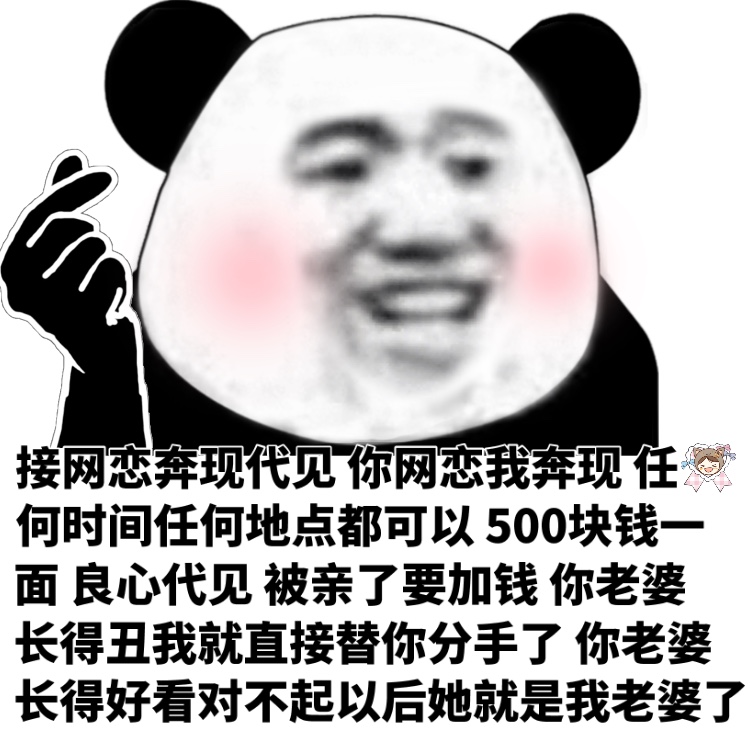 接网恋奔现代见 你网恋我奔现 任
何时间任何地点都可以 500块钱一
面 良心代见 被亲了要加钱 你老婆
长得丑我就直接替你分手了 你老婆
长得好看对不起以后她就是我老婆了